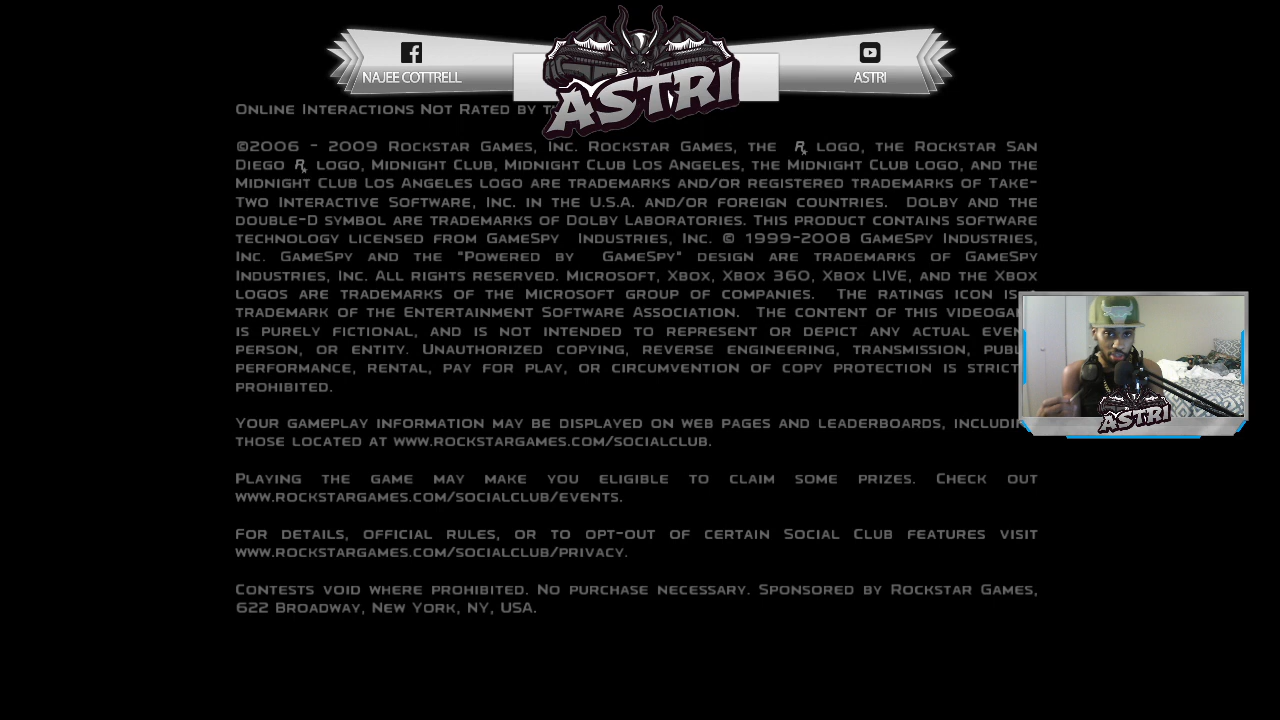 NAJEE COTTRELL
ASTRI
ASTRI
Online Interactions Not Rated by
©2006 - 2009 Rockstar Games, Inc. Rockstar Games, the R logo, the Rockstar San
Diego R logo, Midnight Club, Midnight Club Los Angeles, the Midnight Club logo, and the
Midnight Club Los Angeles logo are trademarks and/or registered trademarks of Take-
Two Interactive Software, Inc. in the U.S.A. and/or foreign countries. Dolby and the
double-D symbol are trademarks of Dolby Laboratories. This product contains software
technology licensed from GameSpy Industries, Inc. © 1999-2008 GameSpy Industries,
Inc. GameSpy and the "Powered by GameSpy" design are trademarks of GameSpy
Industries, Inc. All rights reserved. Microsoft, Xbox, Xbox 360, Xbox LIVE, and the Xbox
logos are trademarks of the Microsoft group of companies. The ratings icon is
trademark of the Entertainment Software Association. The content of this
is purely fictional, and is not intended to represent or depict any actual
person, or entity. Unauthorized copying, reverse engineering, transmission,
performance, rental, pay for play, or circumvention of copy protection is
prohibited.
Your gameplay information may be displayed on web pages and leaderboards,
those located at www.rockstargames.com/socialclub.
Playing the game may make you eligible to claim some prizes. Check out
www.rockstargames.com/socialclub/events.
For details, official rules, or to opt-out of certain Social Club features visit
www.rockstargames.com/socialclub/privacy.
Contests void where prohibited. No purchase necessary. Sponsored by Rockstar Games,
622 Broadway, New York, NY, USA.
ASTRI